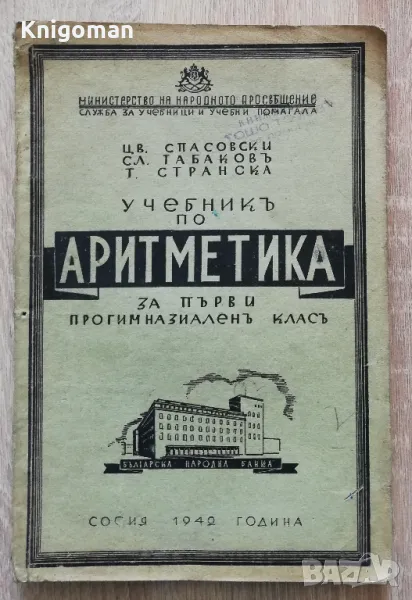 Knigoman
МИНИСТЕРСТВО НА НАРОДНОТО ПРОСВѢЩЕНИЕ
СЛУЖБА ЗА УЧЕБНИЦИ И УЧЕБНИ ПОМАГАЛА
ЦВ. СПАСОВСКИ
СЛ. ТАБАКОВЪ
Т. СТРАНСКА
УЧЕБНИКЪ
ПО
АРИТМЕТИКА
ЗА ПЪРВИ
ПРОГИМНАЗИАЛЕНЪ КЛАСЪ
БЪЛГАРСКА НАРОДНА БАНКА
СОФИЯ 1942 ГОДИНА
BAZAR